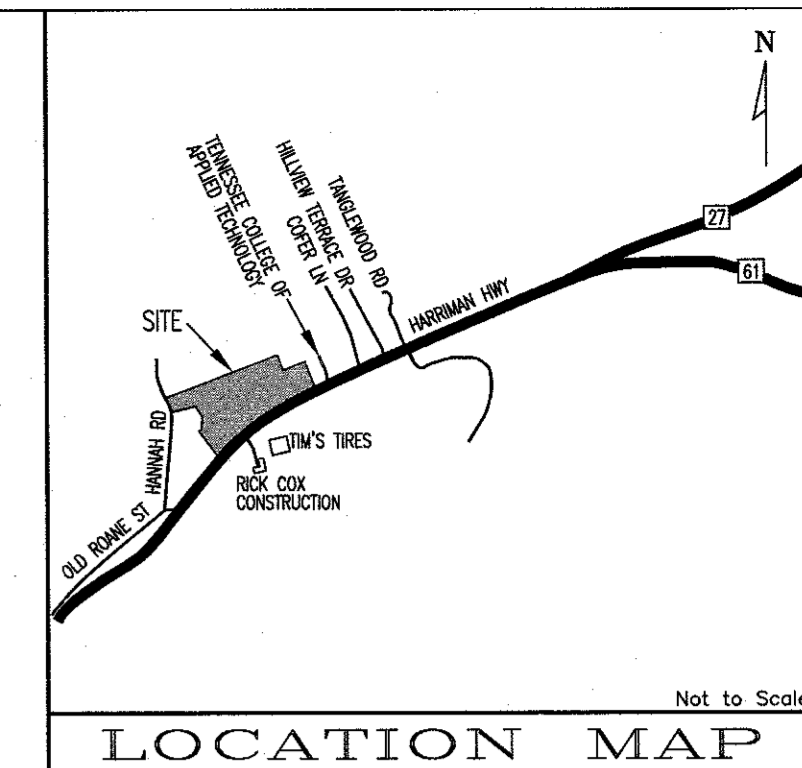 N
27
61
TENNESSEE COLLEGE OF
APPLIED TECHNOLOGY
HILLVIEW TERRACE DR
COFER LN
TANGLEWOOD RD
HARRIMAN HWY
SITE
HANNAH RD
TIM'S TIRES
RICK COX
CONSTRUCTION
OLD ROANE ST
Not to Scale
LOCATION MAP